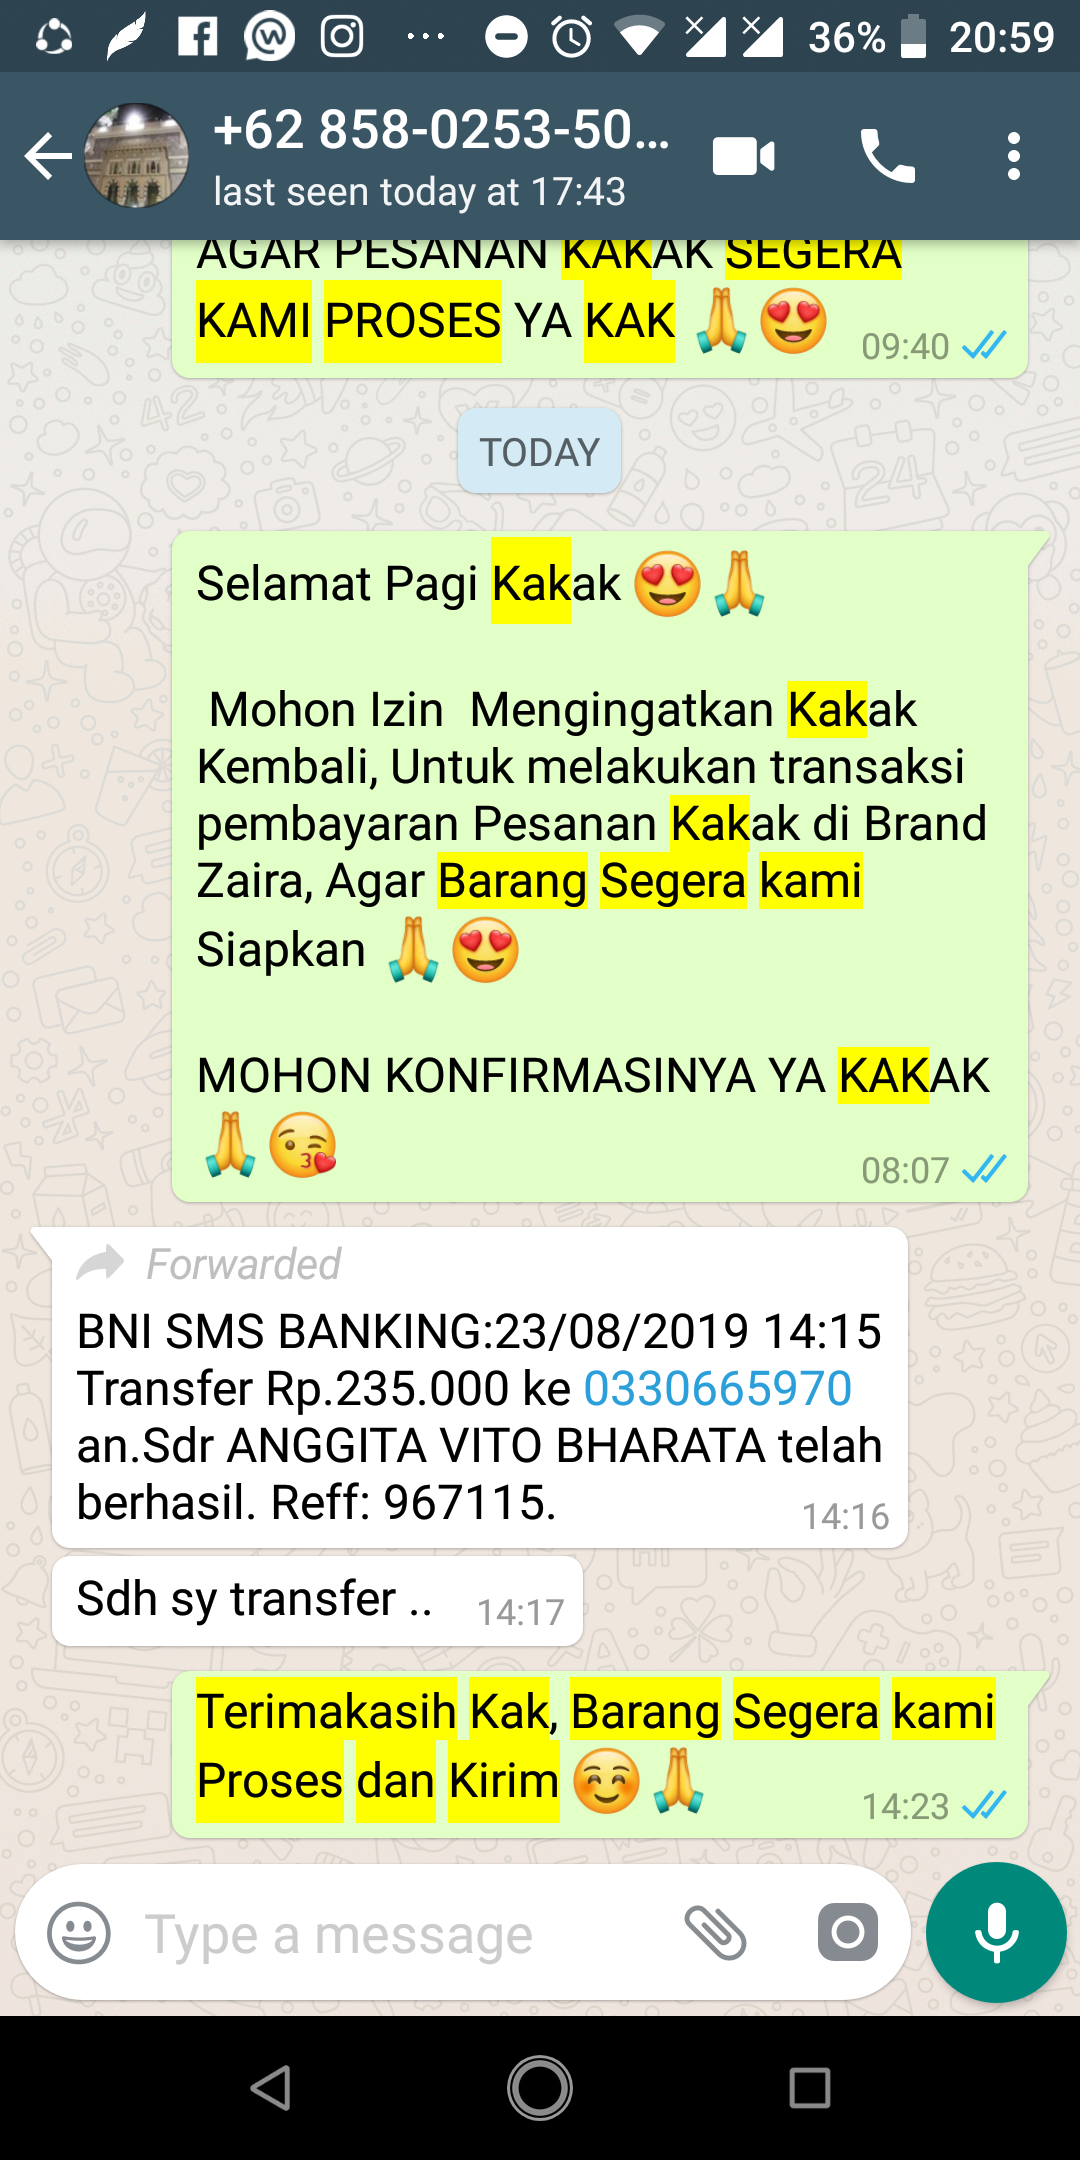 36% 20:59
+62 858-0253-50...
last seen today at 17:43
AGAR PESANAN KAKAK SEGERA
KAMI PROSES YA KAK 🙏😍
09:40
TODAY
Selamat Pagi Kakak 😍🙏
Mohon Izin  Mengingatkan Kakak
Kembali, Untuk melakukan transaksi
pembayaran Pesanan Kakak di Brand
Zaira, Agar Barang Segera kami
Siapkan 🙏😍
MOHON KONFIRMASINYA YA KAKAK
🙏😘
08:07
Forwarded
BNI SMS BANKING:23/08/2019 14:15
Transfer Rp.235.000 ke 0330665970
an.Sdr ANGGITA VITO BHARATA telah
berhasil. Reff: 967115.
14:16
Sdh sy transfer .. 14:17
Terimakasih Kak, Barang Segera kami
Proses dan Kirim ☺️🙏
14:23
Type a message